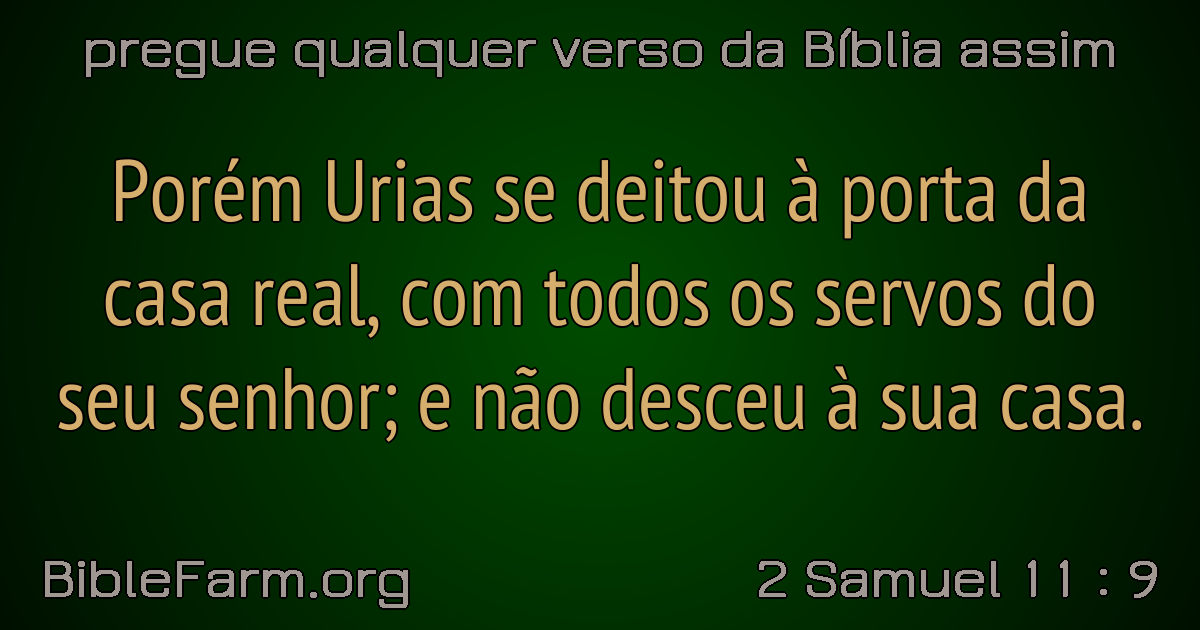 pregue qualquer verso da Bíblia assim
Porém Urias se deitou à porta da
casa real, com todos os servos do
seu senhor; e não desceu à sua casa.
BibleFarm.org
2 Samuel 11 : 9